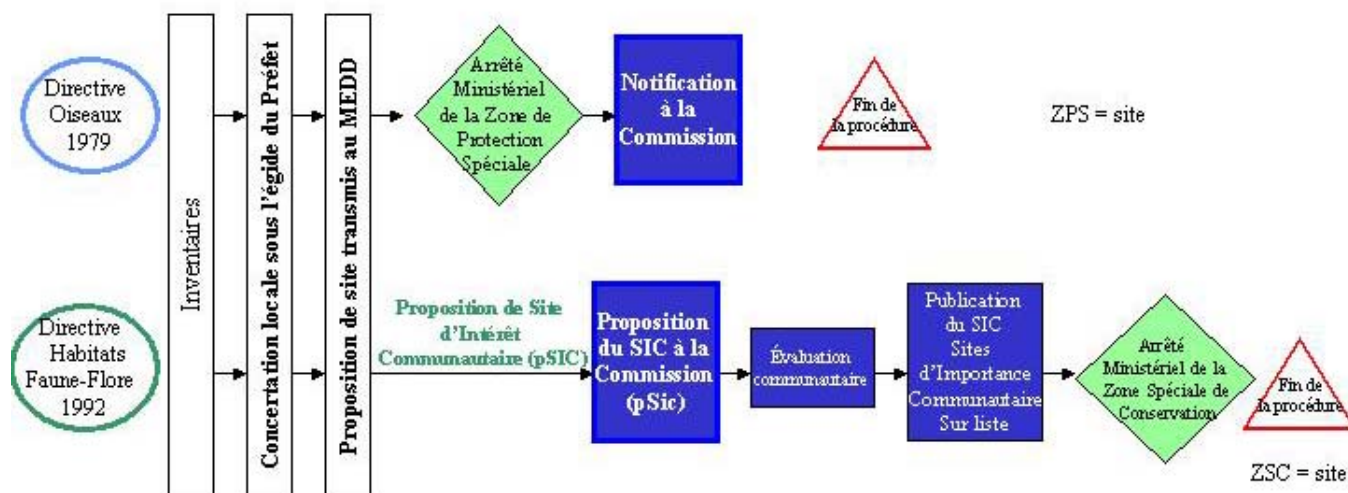 Directive
Oiseaux
1979
Inventaires
Concertation locale sous l'égide du Préfet
Proposition de site transmis au MEDD
Arrêté
Ministériel
de la Zone de
Protection
Spéciale
Notification
à la
Commission
Fin de
la procédure
ZPS = site
Directive
Habitats
Faune-Flore
1992
Proposition de Site
d'Intérêt
Communautaire (pSIC)
Proposition
du SIC à la
Commission
(pSic)
Évaluation
communautaire
Publication
du SIC
Sites
d'Importance
Communautaire
Sur liste
Arrêté
Ministériel de la
Zone Spéciale de
Conservation
Fin de
la procédure
ZSC = site